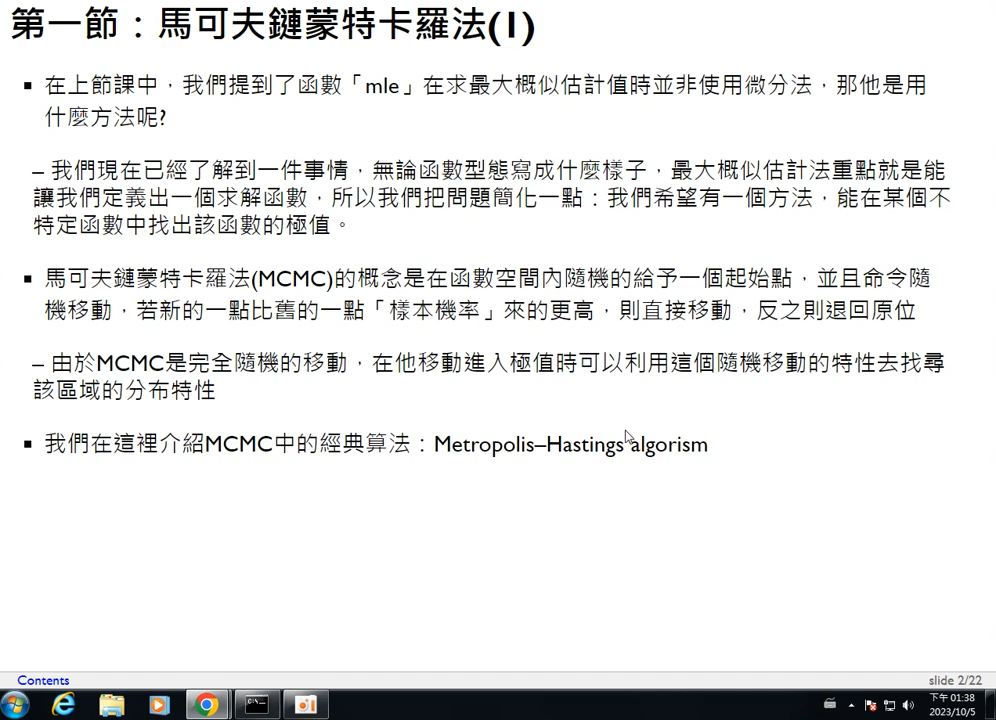 第一節：馬可夫鏈蒙特卡羅法(1)
▪ 在上節課中，我們提到了函數「mle」在求最大概似估計值時並非使用微分法，那他是用
什麼方法呢?
– 我們現在已經了解到一件事情，無論函數型態寫成什麼樣子，最大概似估計法重點就是能
讓我們定義出一個求解函數，所以我們把問題簡化一點：我們希望有一個方法，能在某個不
特定函數中找出該函數的極值。
▪ 馬可夫鏈蒙特卡羅法(MCMC)的概念是在函數空間內隨機的給予一個起始點，並且命令隨
機移動，若新的一點比舊的一點「樣本機率」來的更高，則直接移動，反之則退回原位
– 由於MCMC是完全隨機的移動，在他移動進入極值時可以利用這個隨機移動的特性去找尋
該區域的分布特性
▪ 我們在這裡介紹MCMC中的經典算法：Metropolis–Hastings algorism
Contents
slide 2/22
下午 01:38
2023/10/5